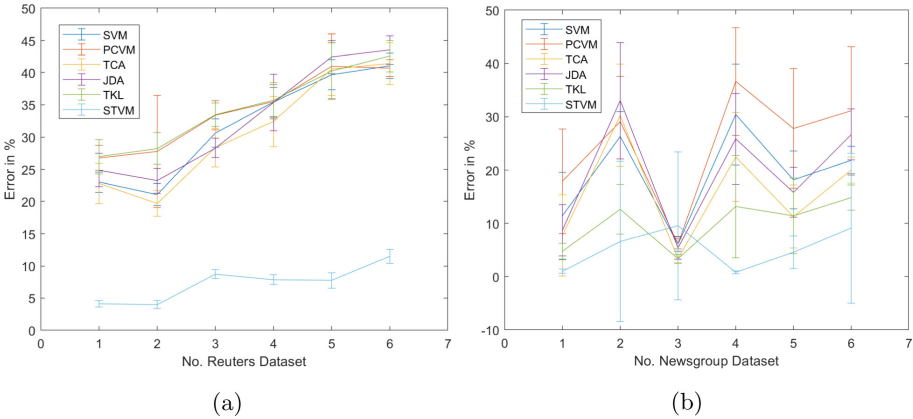 50
45
40
35
30
25
20
15
10
5
0
Error in %
SVM
PCVM
TCA
JDA
TKL
STVM
0 1 2 3 4 5 6 7
No. Reuters Dataset
(a)
50
40
30
20
10
0
-10
Error in %
SVM
PCVM
TCA
JDA
TKL
STVM
0 1 2 3 4 5 6 7
No. Newsgroup Dataset
(b)